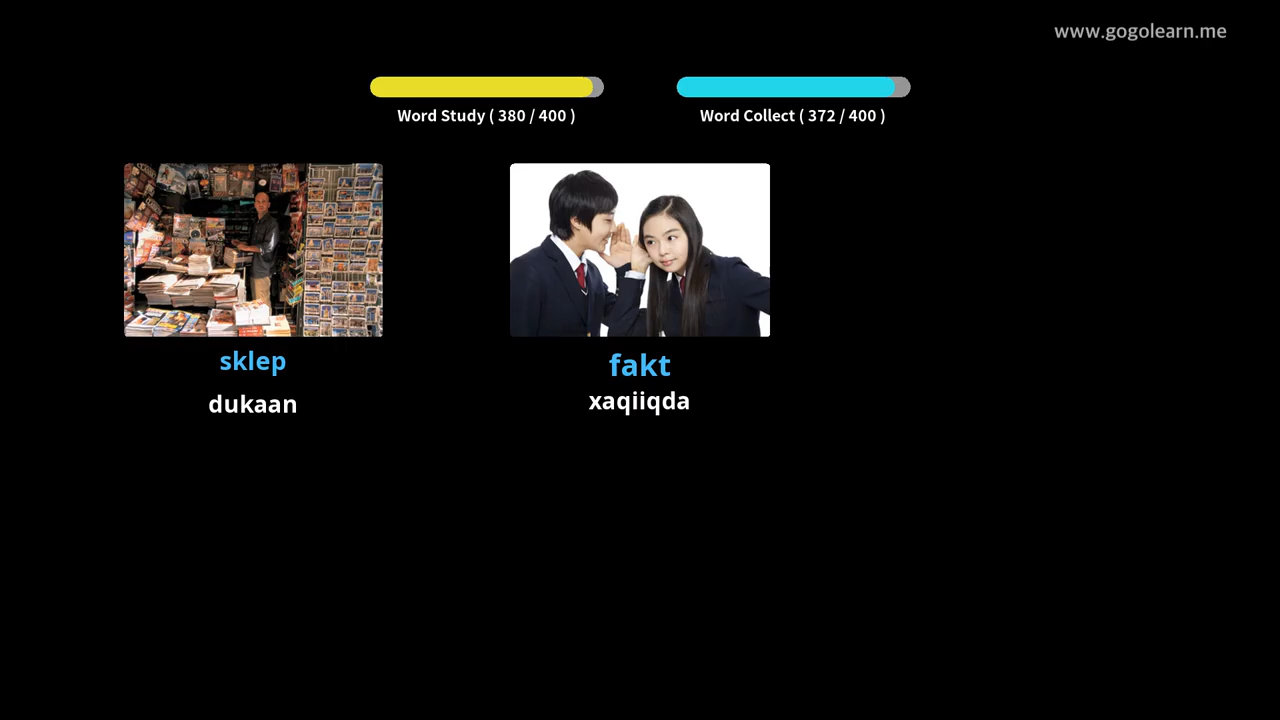 www.gogolearn.me
Word Study ( 380 / 400 )
Word Collect ( 372 / 400 )
sklep
dukaan
fakt
xaqiiqda